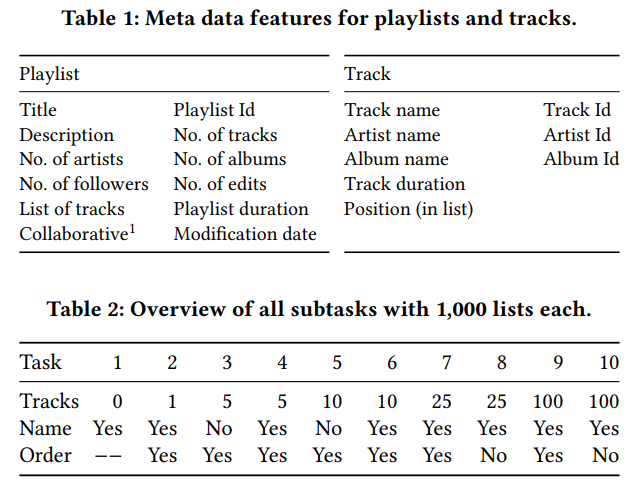 Table 1: Meta data features for playlists and tracks.
Playlist Track
Title Playlist Id Track name Track Id
Description No. of tracks Artist name Artist Id
No. of artists No. of albums Album name Album Id
No. of followers No. of edits Track duration
List of tracks Playlist duration Position (in list)
Collaborative¹ Modification date
Table 2: Overview of all subtasks with 1,000 lists each.
Task 1 2 3 4 5 6 7 8 9 10
Tracks 0 1 5 5 10 10 25 25 100 100
Name Yes Yes No Yes No Yes Yes Yes Yes Yes
Order −− Yes Yes Yes Yes Yes Yes No Yes No